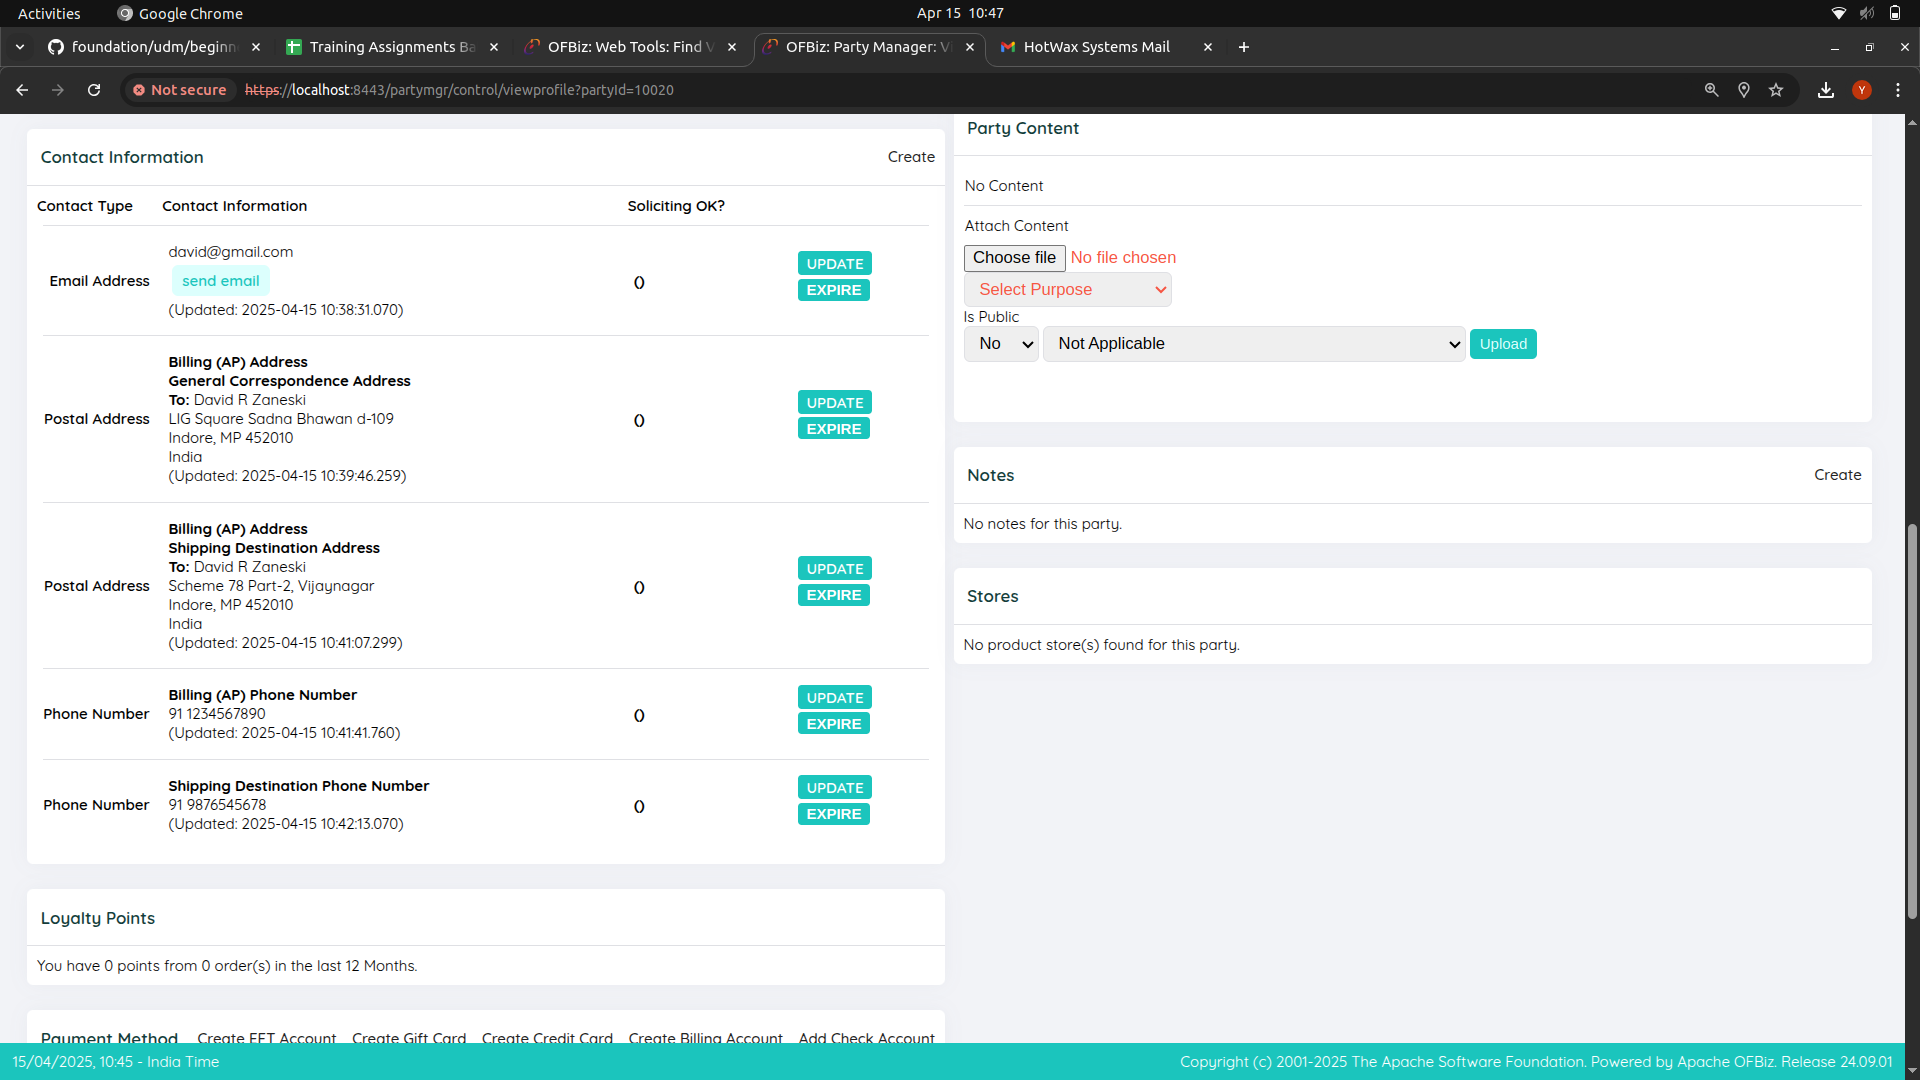 Activities
Google Chrome
Apr 15 10:47
foundation/udm/beginn
Training Assignments Ba
OFBiz: Web Tools: Find V
OFBiz: Party Manager: Vi
HotWax Systems Mail
Not secure
https://localhost:8443/partymgr/control/viewprofile?partyId=10020
Y
Contact Information
Create
Contact Type
Contact Information
Soliciting OK?
Email Address
david@gmail.com
send email
(Updated: 2025-04-15 10:38:31.070)
()
UPDATE
EXPIRE
Postal Address
Billing (AP) Address
General Correspondence Address
To: David R Zaneski
LIG Square Sadna Bhawan d-109
Indore, MP 452010
India
(Updated: 2025-04-15 10:39:46.259)
()
UPDATE
EXPIRE
Postal Address
Billing (AP) Address
Shipping Destination Address
To: David R Zaneski
Scheme 78 Part-2, Vijaynagar
Indore, MP 452010
India
(Updated: 2025-04-15 10:41:07.299)
()
UPDATE
EXPIRE
Phone Number
Billing (AP) Phone Number
91 1234567890
(Updated: 2025-04-15 10:41:41.760)
()
UPDATE
EXPIRE
Phone Number
Shipping Destination Phone Number
91 9876545678
(Updated: 2025-04-15 10:42:13.070)
()
UPDATE
EXPIRE
Loyalty Points
You have 0 points from 0 order(s) in the last 12 Months.
Payment Method
Create EFT Account
Create Gift Card
Create Credit Card
Create Billing Account
Add Check Account
Party Content
No Content
Attach Content
Choose file
No file chosen
Select Purpose
Is Public
No
Not Applicable
Upload
Notes
Create
No notes for this party.
Stores
No product store(s) found for this party.
15/04/2025, 10:45 - India Time
Copyright (c) 2001-2025 The Apache Software Foundation. Powered by Apache OFBiz. Release 24.09.01